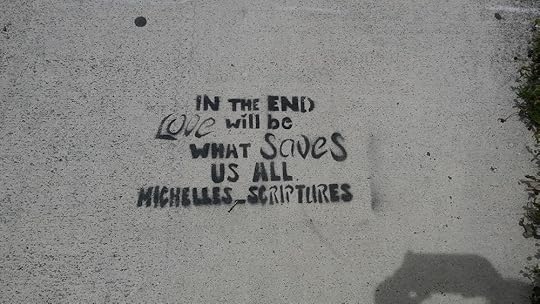 IN THE END
LOVE will be
WHAT SAVES
US ALL
MICHELLES_SCRIPTURES